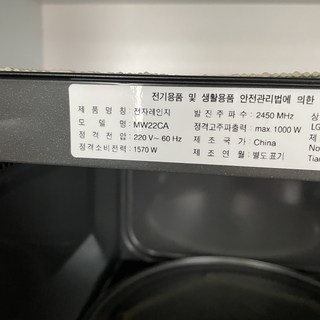 전기용품 및 생활용품 안전관리법에 의한
제 품 명 칭 : 전자레인지 발 진 주 파 수 : 2450 MHz 상
모 델 명 : MW22CA 정격고주파출력 : max 1000 W LG
정 격 전 압 : 220 V~ 60 Hz 제 조 국 가 : China No
정격소비전력 : 1570 W 제 조 연 월 : 별도 표기 Tel